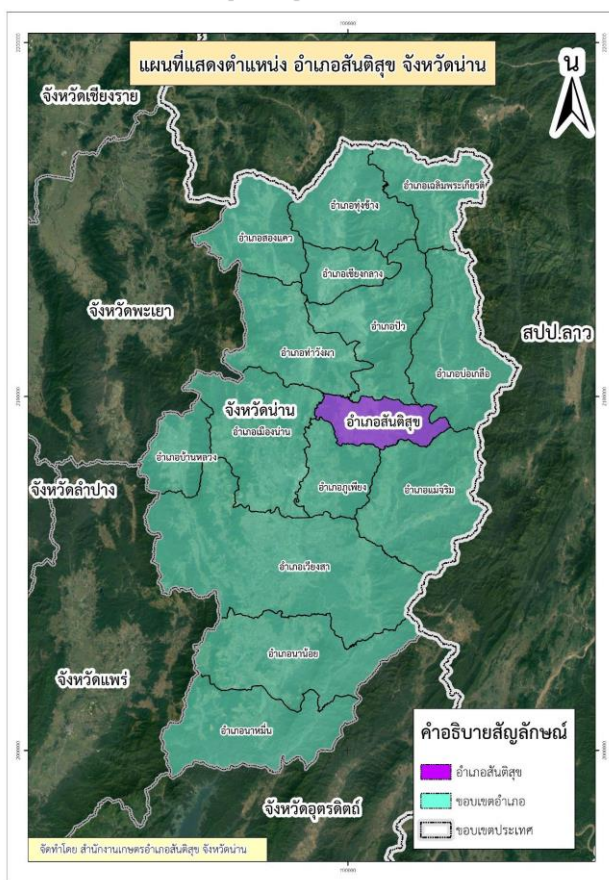 แผนที่แสดงตำแหน่ง อำเภอสันติสุข จังหวัดน่าน
น
จังหวัดเชียงราย
อำเภอเฉลิมพระเกียรติ
อำเภอทุ่งช้าง
อำเภอสองแคว
อำเภอเชียงกลาง
จังหวัดพะเยา
อำเภอปัว
สปป.ลาว
อำเภอท่าวังผา
อำเภอบ่อเกลือ
จังหวัดน่าน
อำเภอสันติสุข
อำเภอเมืองน่าน
อำเภอบ้านหลวง
อำเภอภูเพียง
อำเภอแม่จริม
จังหวัดลำปาง
อำเภอเวียงสา
อำเภอนาน้อย
จังหวัดแพร่
อำเภอนาหมื่น
จังหวัดอุตรดิตถ์
คำอธิบายสัญลักษณ์
อำเภอสันติสุข
ขอบเขตอำเภอ
ขอบเขตประเทศ
จัดทำโดย สำนักงานเกษตรอำเภอสันติสุข จังหวัดน่าน